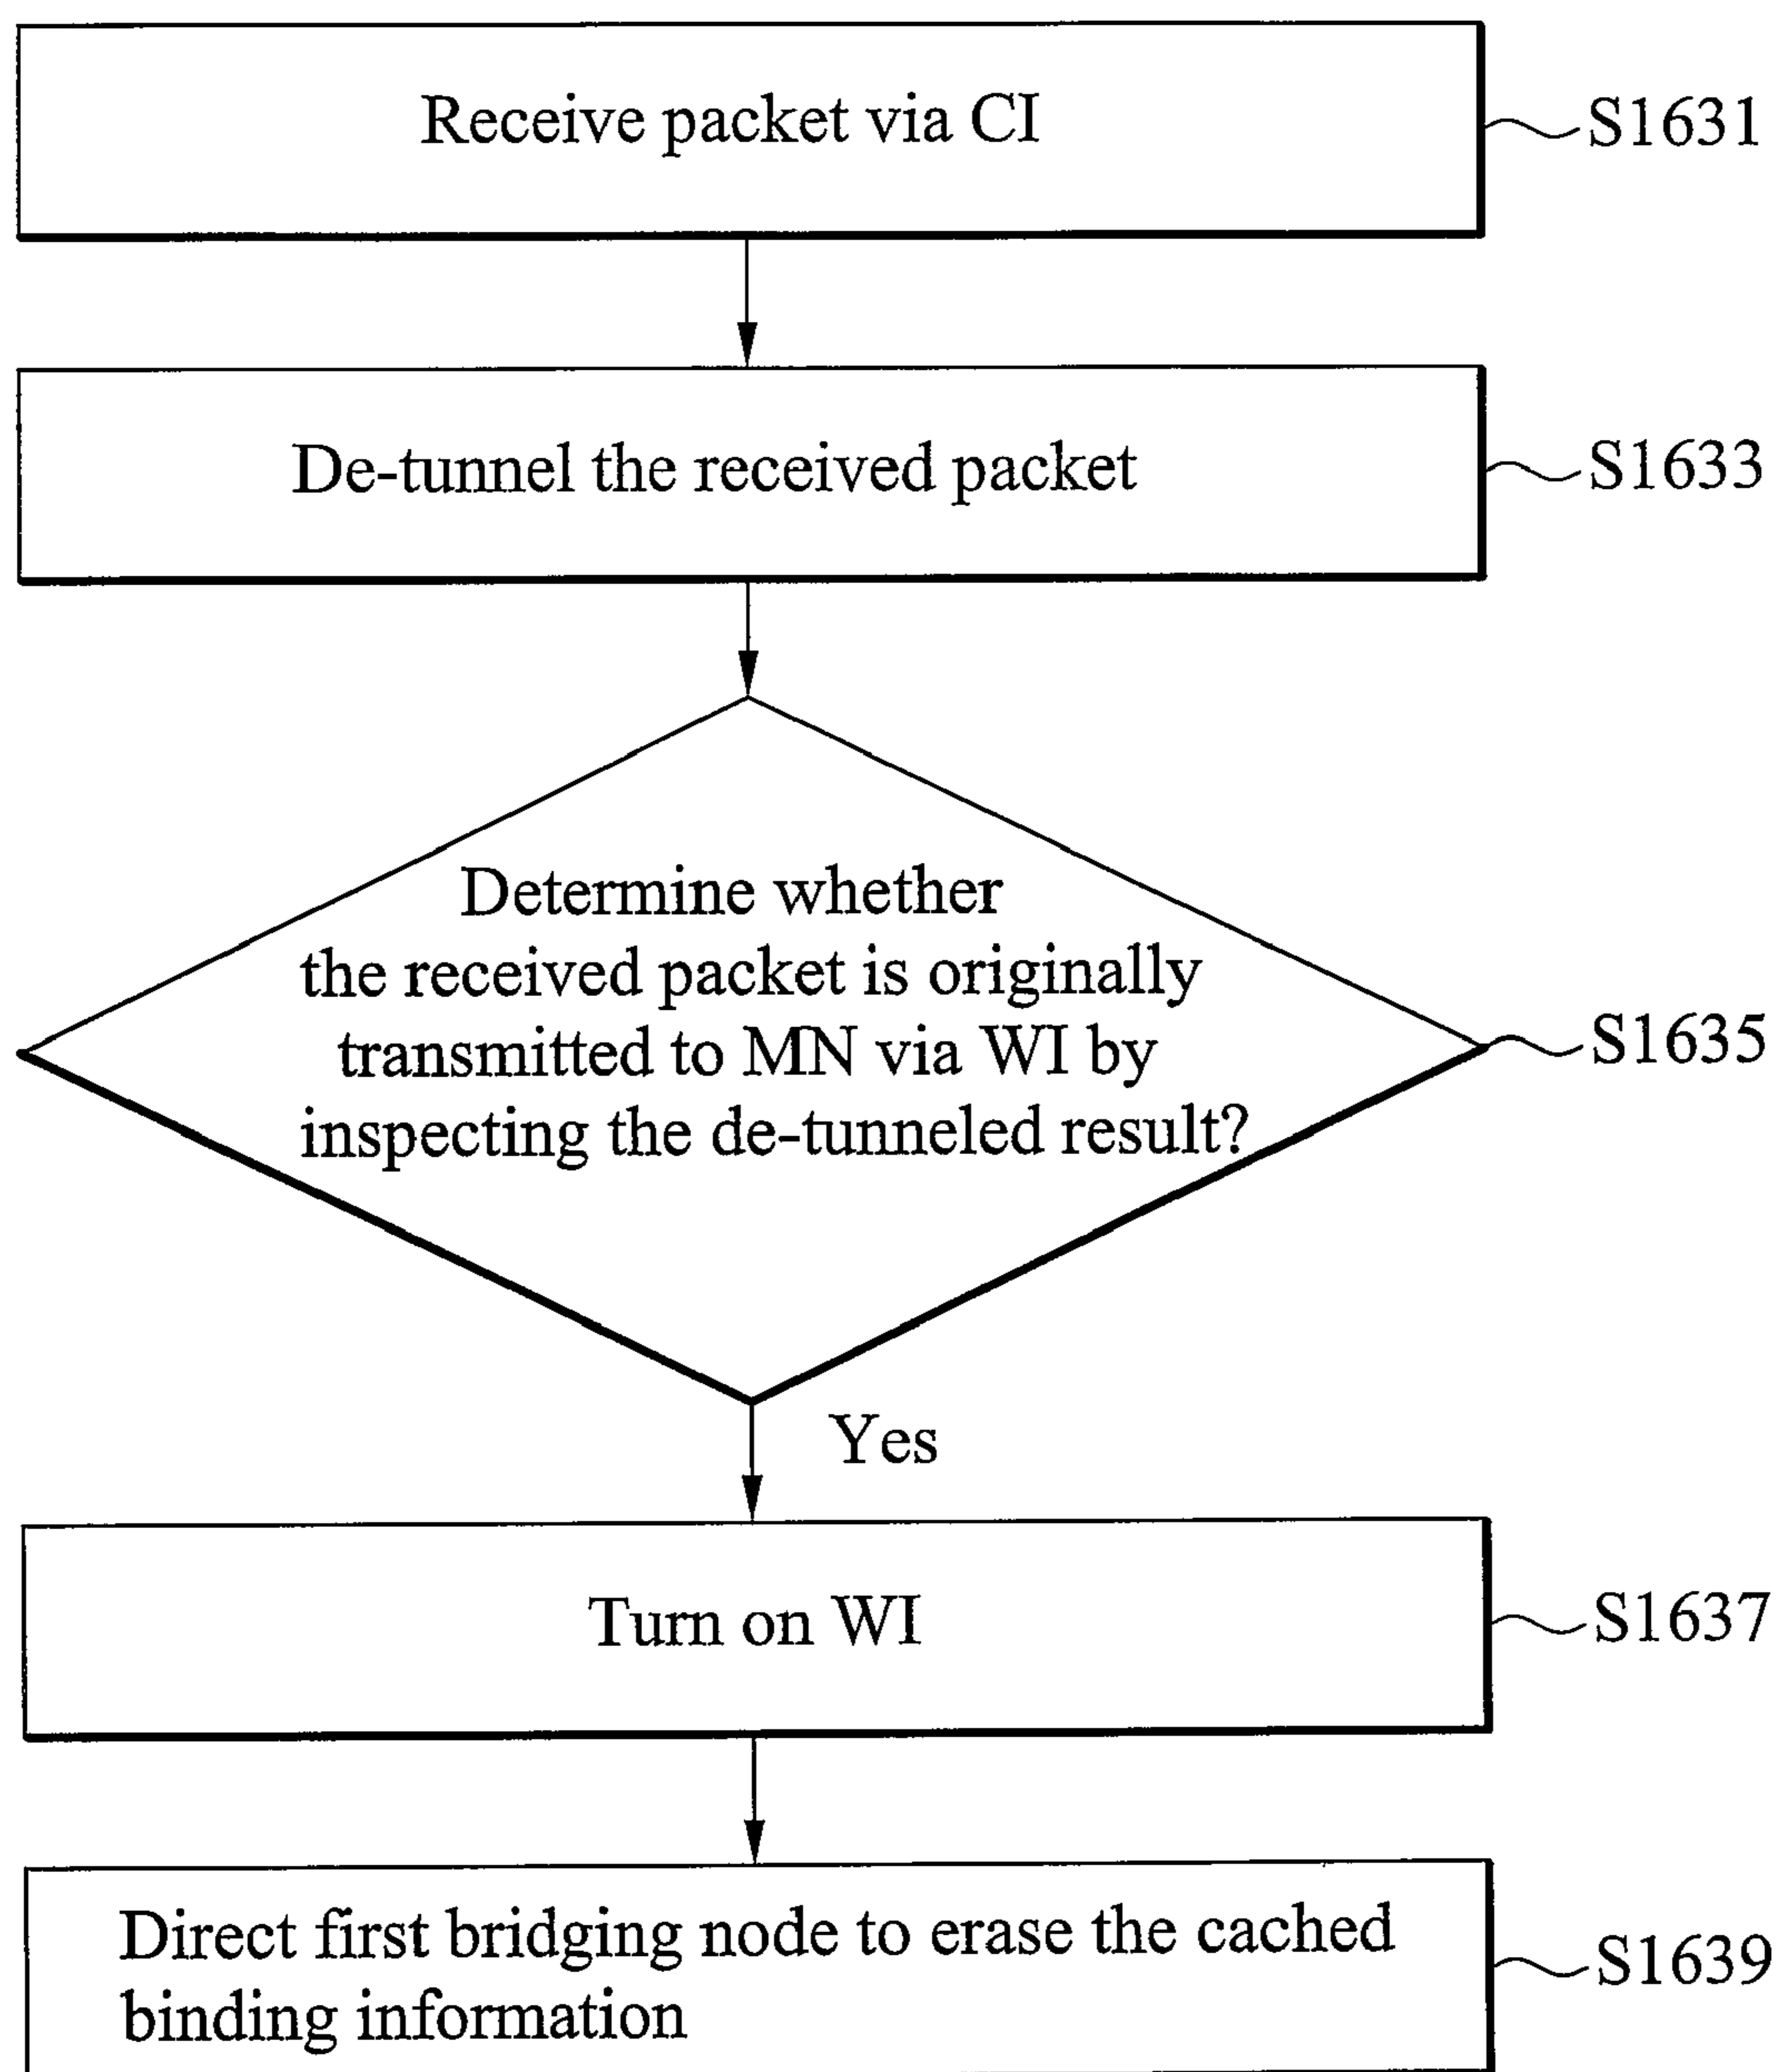 Receive packet via CI
S1631
De-tunnel the received packet
S1633
Determine whether
the received packet is originally
transmitted to MN via WI by
inspecting the de-tunneled result?
S1635
Yes
Turn on WI
S1637
Direct first bridging node to erase the cached
binding information
S1639